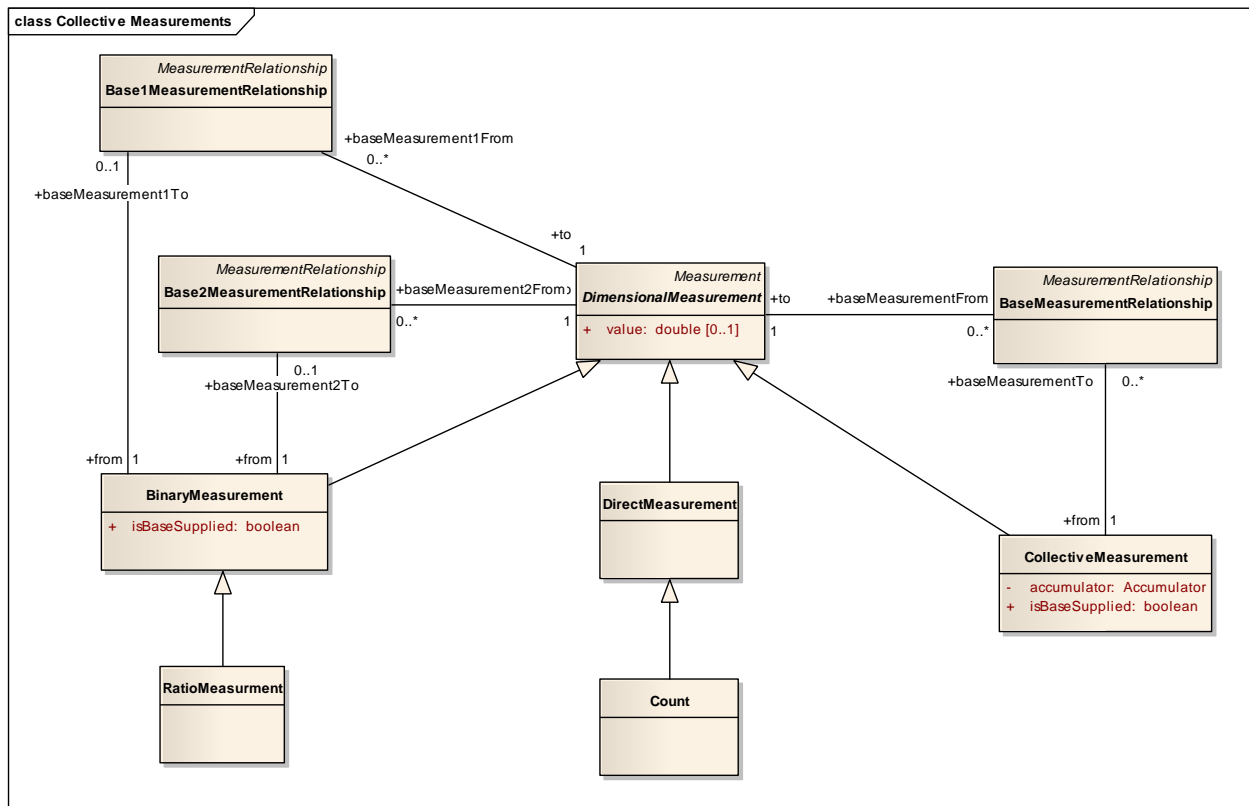 class Collective Measurements
MeasurementRelationship
Base1MeasurementRelationship
0..1
+baseMeasurement1To
+baseMeasurement1From
0..*
+to
1
MeasurementRelationship
Base2MeasurementRelationship
+baseMeasurement2From
0..*
1
0..1
+baseMeasurement2To
Measurement
DimensionalMeasurement
+ value: double [0..1]
+to
1
+baseMeasurementFrom
0..*
MeasurementRelationship
BaseMeasurementRelationship
+baseMeasurementTo
0..*
+from 1
+from 1
BinaryMeasurement
+ isBaseSupplied: boolean
DirectMeasurement
+from 1
CollectiveMeasurement
- accumulator: Accumulator
+ isBaseSupplied: boolean
RatioMeasurment
Count